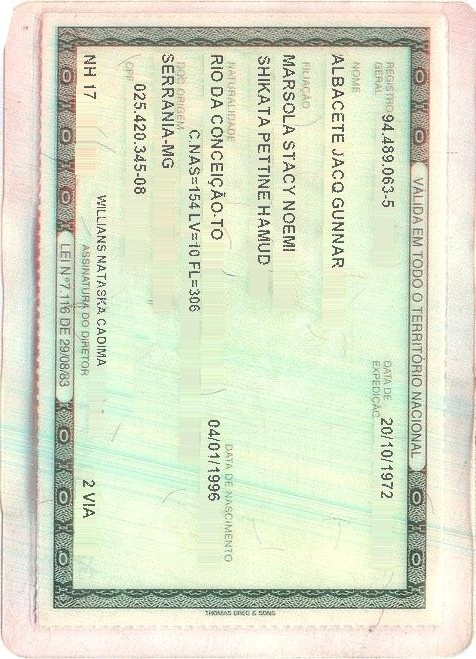 VÁLIDA EM TODO O TERRITÓRIO NACIONAL
REGISTRO GERAL 94.489.063-5 DATA DE EXPEDIÇÃO 20/10/1972
NOME
ALBACETE JACQ GUNNAR
FILIAÇÃO
MARSOLA STACY NOEMI
SHIKATA PETTINE HAMUD
NATURALIDADE DATA DE NASCIMENTO
RIO DA CONCEIÇÃO-TO 04/01/1996
DOC ORIGEM C.NAS=154 LV=10 FL=306
SERRANIA-MG
CPF 025.420.345-08
WILLIANS NATASKA CADIMA
NH 17 ASSINATURA DO DIRETOR 2 VIA
LEI Nº 7.116 DE 29/08/83
THOMAS GREG & SONS